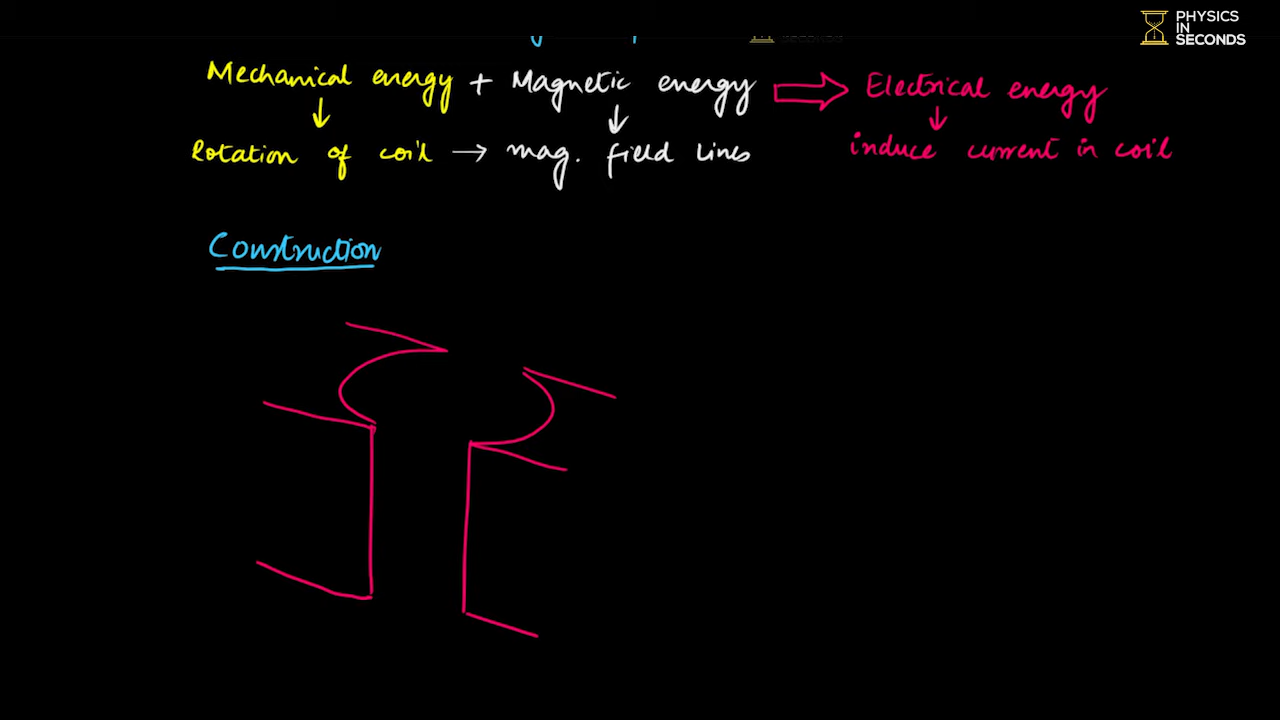 PHYSICS
IN
SECONDS
Mechanical energy + Magnetic energy ⇒ Electrical energy
↓ ↓ ↓
Rotation of coil → mag. field lines induce current in coil
Construction